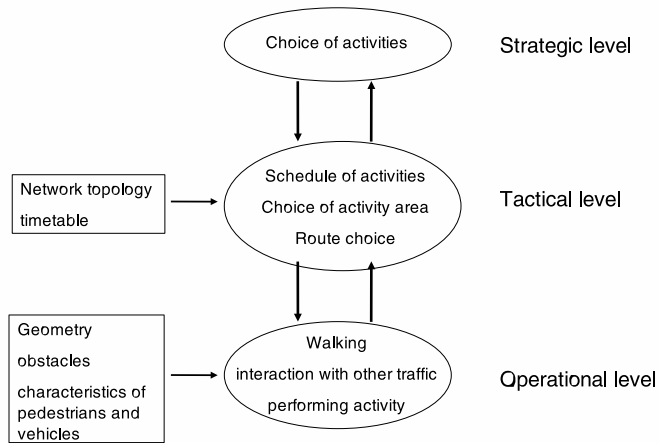 Choice of activities
Strategic level
Schedule of activities
Choice of activity area
Route choice
Tactical level
Network topology
timetable
Walking
interaction with other traffic
performing activity
Operational level
Geometry
obstacles
characteristics of
pedestrians and
vehicles